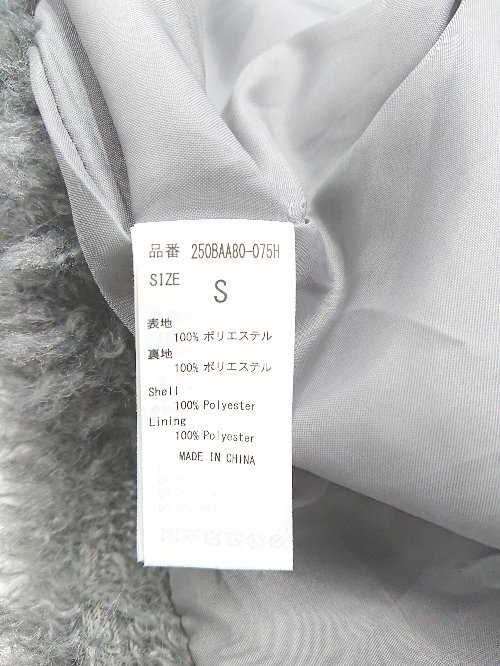 品番 250BAA80-075H
SIZE S
表地
100% ポリエステル
裏地
100% ポリエステル
Shell
100% Polyester
Lining
100% Polyester
MADE IN CHINA